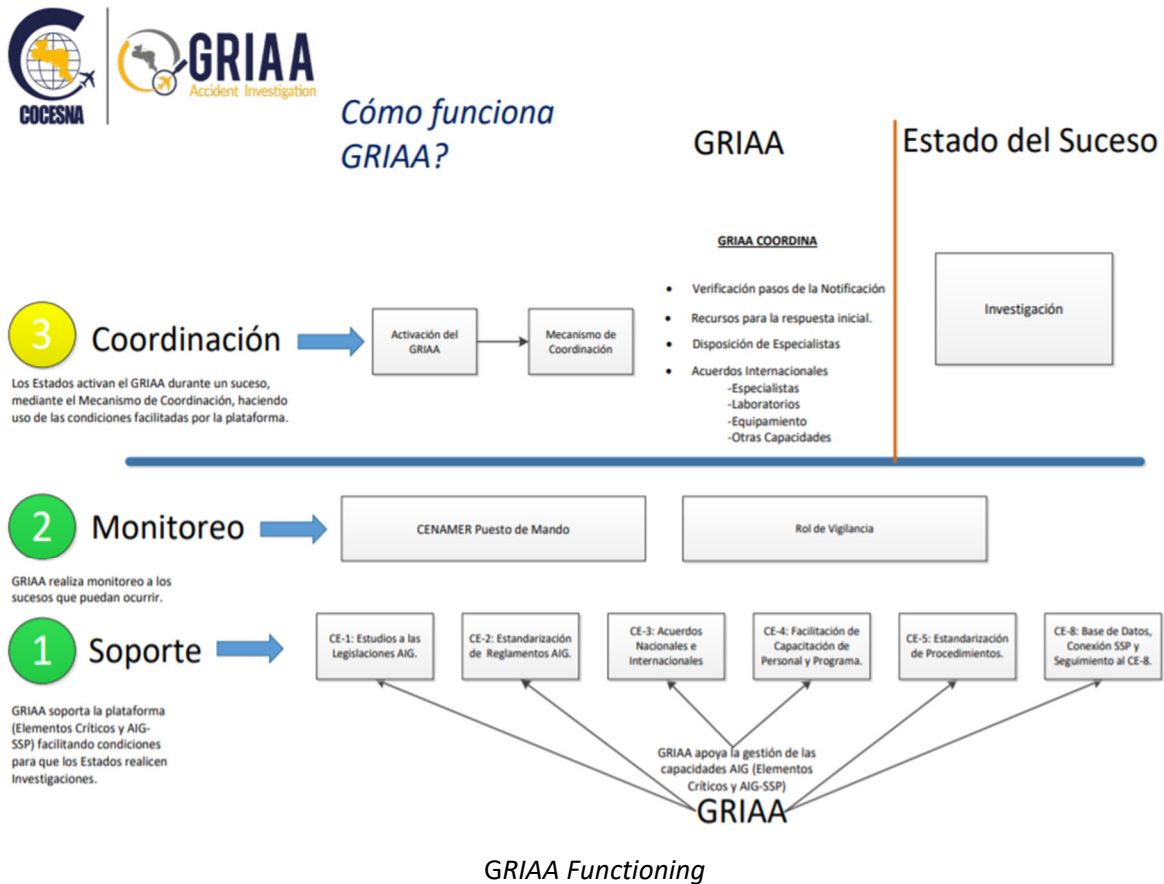 COCESNA
GRIAA
Accident Investigation
Cómo funciona
GRIAA?
GRIAA
Estado del Suceso
GRIAA COORDINA
• Verificación pasos de la Notificación
• Recursos para la respuesta inicial.
• Disposición de Especialistas
• Acuerdos Internacionales
-Especialistas
-Laboratorios
-Equipamiento
-Otras Capacidades
Investigación
3
Coordinación
Activación del
GRIAA
Mecanismo de
Coordinación
Los Estados activan el GRIAA durante un suceso,
mediante el Mecanismo de Coordinación, haciendo
uso de las condiciones facilitadas por la plataforma.
2
Monitoreo
CENAMER Puesto de Mando
Rol de Vigilancia
GRIAA realiza monitoreo a los
sucesos que puedan ocurrir.
1
Soporte
CE-1: Estudios a las
Legislaciones AIG.
CE-2: Estandarización
de Reglamentos AIG.
CE-3: Acuerdos
Nacionales e
Internacionales
CE-4: Facilitación de
Capacitación de
Personal y Programa.
CE-5: Estandarización
de Procedimientos.
CE-8: Base de Datos,
Conexión SSP y
Seguimiento al CE-8.
GRIAA soporta la plataforma
(Elementos Críticos y AIG-
SSP) facilitando condiciones
para que los Estados realicen
Investigaciones.
GRIAA apoya la gestión de las
capacidades AIG (Elementos
Críticos y AIG-SSP)
GRIAA
GRIAA Functioning